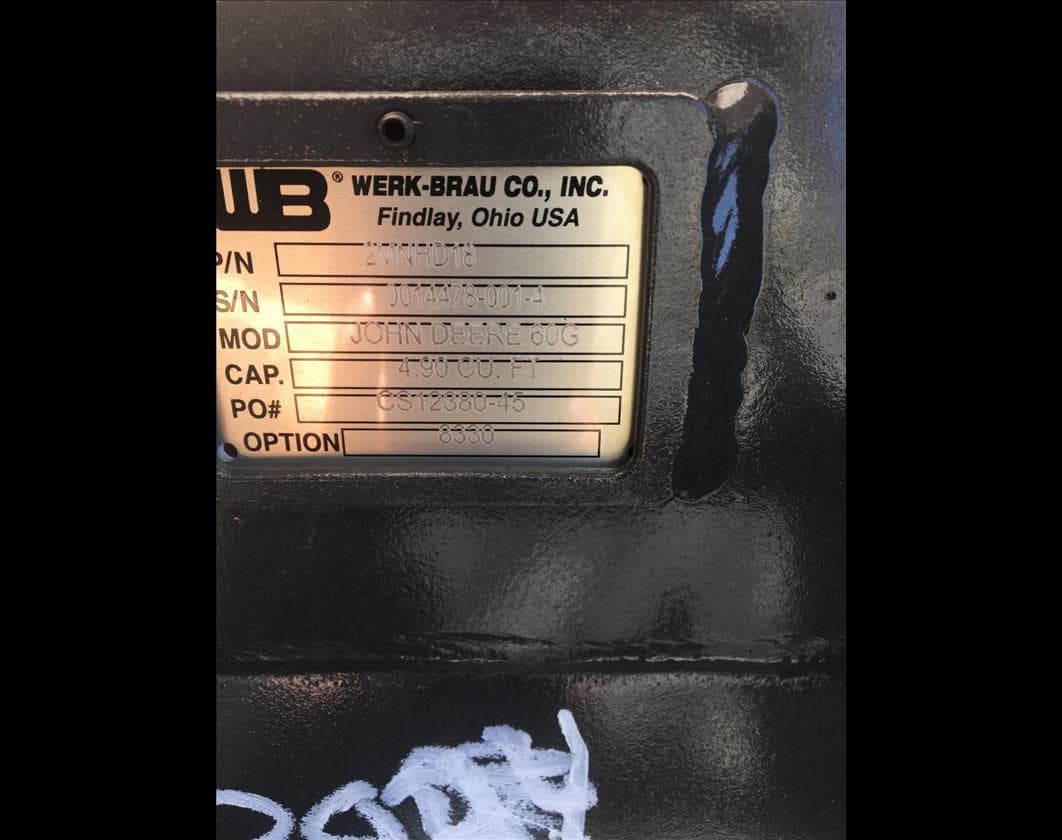 WB® WERK-BRAU CO., INC.
Findlay, Ohio USA
P/N 2MNHD18
S/N 0014478-001-4
MOD JOHN DEERE 60G
CAP. 4.90 CU. FT
PO# CS12380-45
OPTION 8330